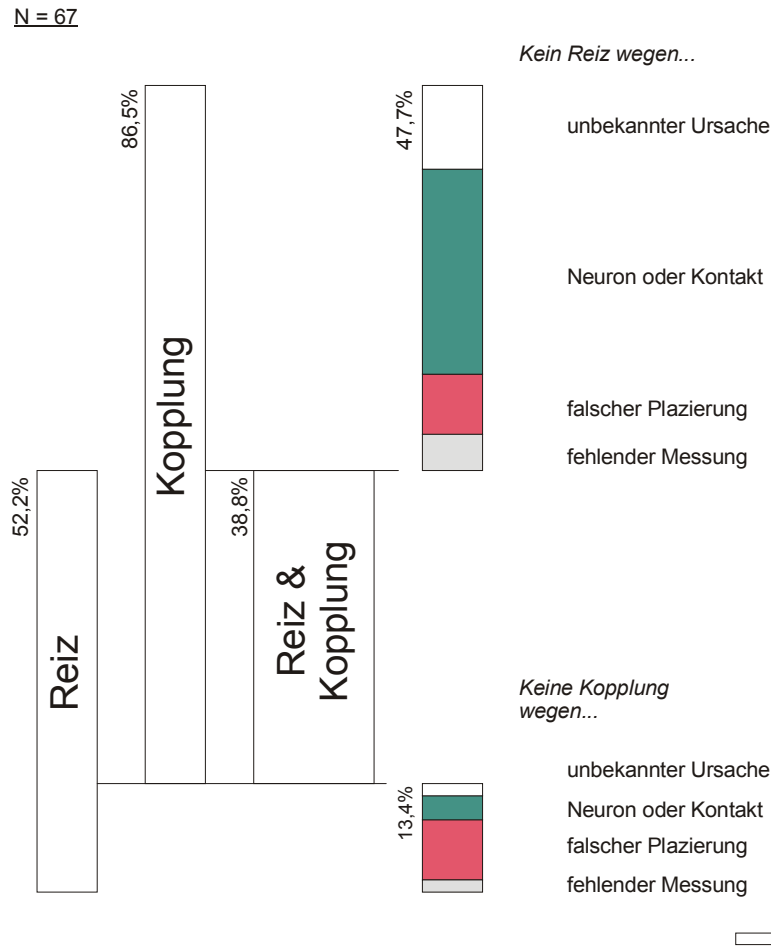 N = 67
Kein Reiz wegen...
86,5%
47,7%
unbekannter Ursache
Neuron oder Kontakt
Kopplung
falscher Plazierung
fehlender Messung
52,2%
38,8%
Reiz
Reiz &
Kopplung
Keine Kopplung
wegen...
unbekannter Ursache
13,4%
Neuron oder Kontakt
falscher Plazierung
fehlender Messung